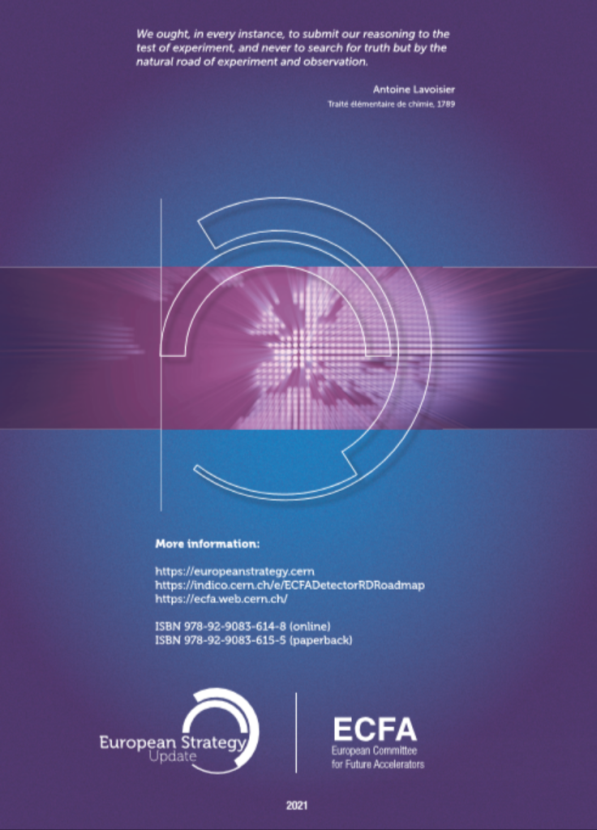 We ought, in every instance, to submit our reasoning to the
test of experiment, and never to search for truth but by the
natural road of experiment and observation.
Antoine Lavoisier
Traité élémentaire de chimie, 1789
More information:
https://europeanstrategy.cern
https://indico.cern.ch/e/ECFADetectorRDRoadmap
https://ecfa.web.cern.ch/
ISBN 978-92-9083-614-8 (online)
ISBN 978-92-9083-615-5 (paperback)
European Strategy
Update
ECFA
European Committee
for Future Accelerators
2021